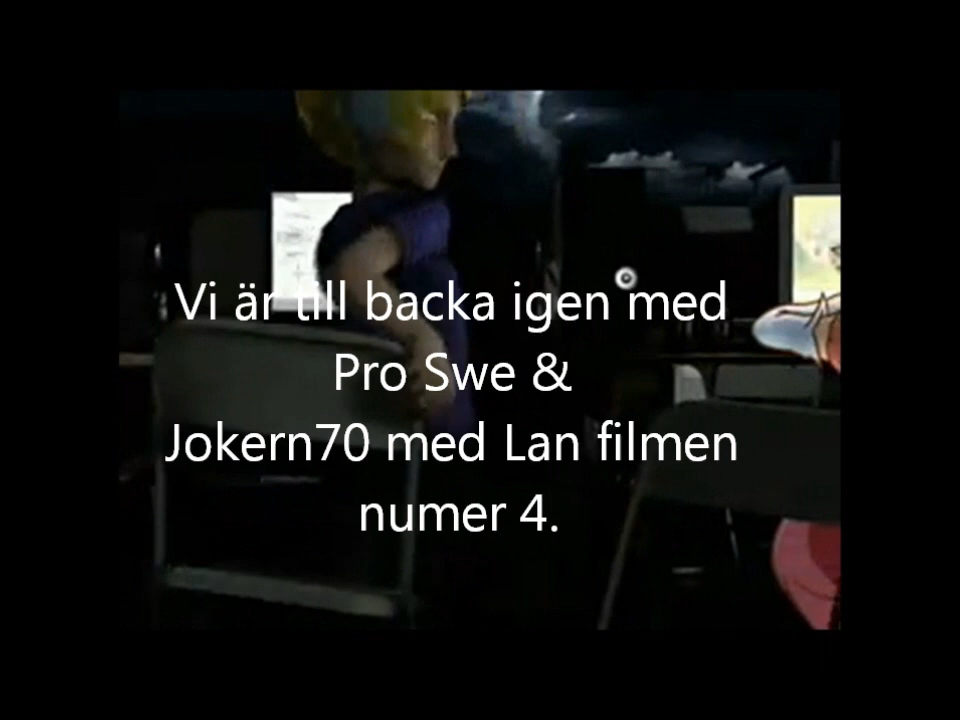 Vi är till backa igen med
Pro Swe &
Jokern70 med Lan filmen
numer 4.